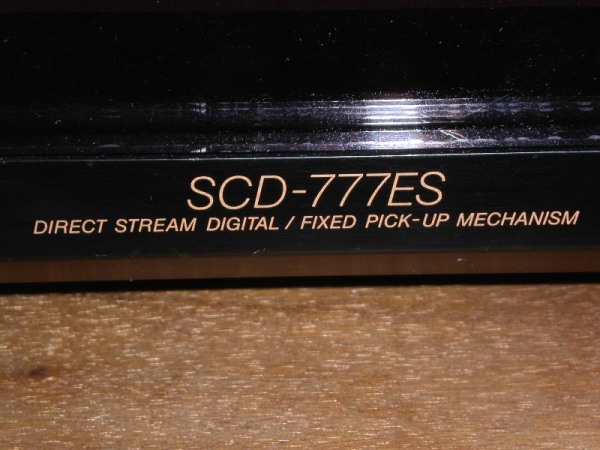 SCD-777ES
DIRECT STREAM DIGITAL / FIXED PICK-UP MECHANISM